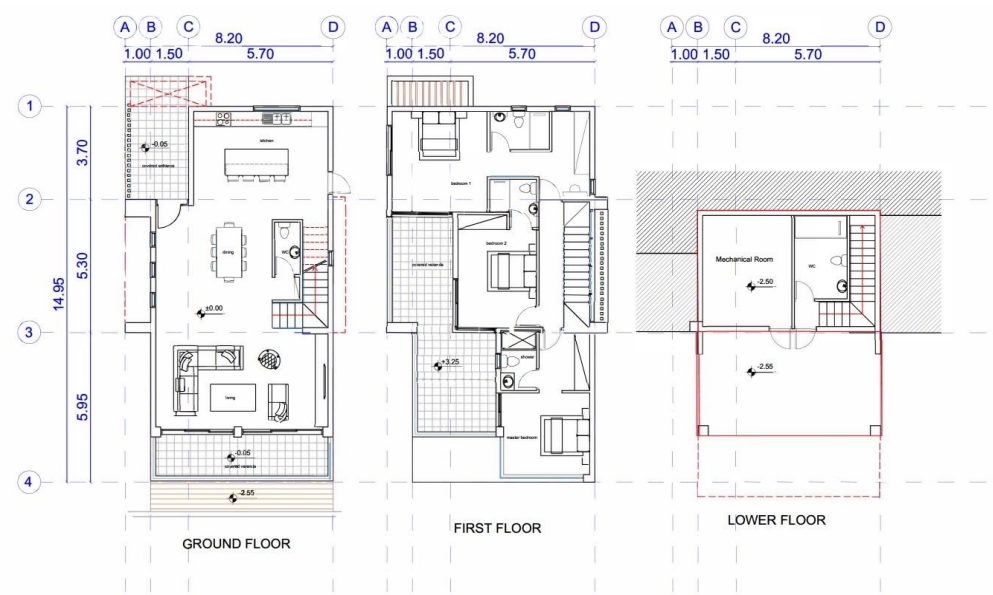 A B C D
8.20
1.00 1.50 5.70
A B C D
8.20
1.00 1.50 5.70
A B C D
8.20
1.00 1.50 5.70
1
2
3
4
3.70
5.30
5.95
14.95
-0.05
covered entrance
kitchen
dining
WC
±0.00
living
-0.05
covered veranda
-2.55
GROUND FLOOR
bedroom 1
bedroom 2
covered veranda
+3.25
shower
master bedroom
FIRST FLOOR
Mechanical Room
WC
-2.50
-2.55
LOWER FLOOR